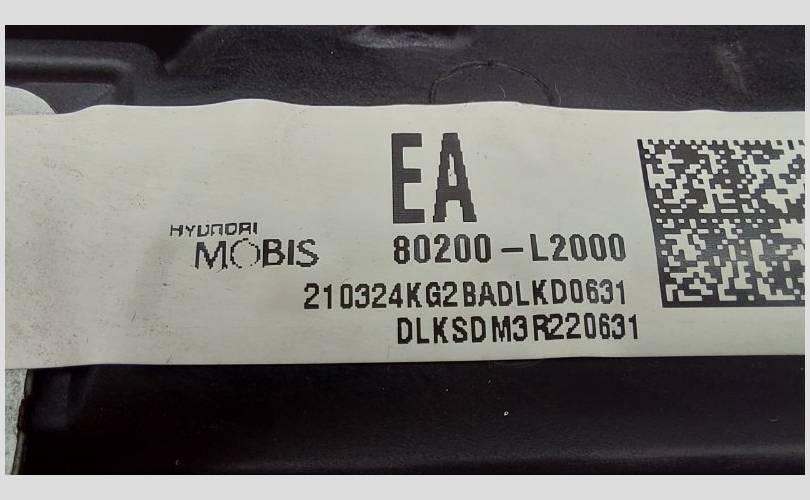 EA
HYUNDAI
MOBIS
80200-L2000
210324KG2BADLKD0631
DLKSDM3R220631